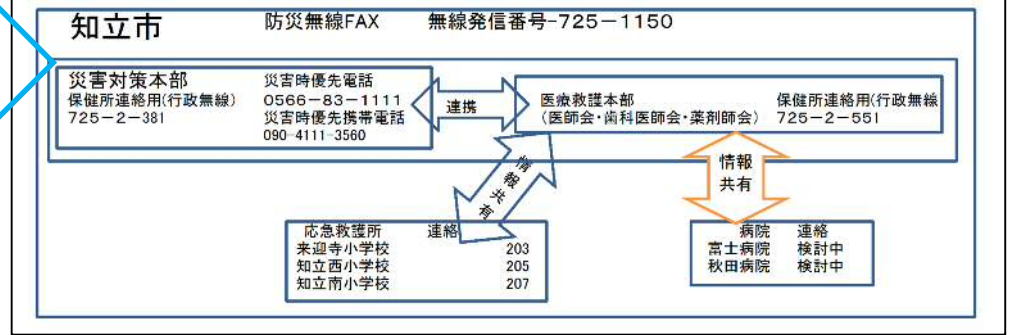 知立市 防災無線FAX 無線発信番号-725-1150
災害対策本部 災害時優先電話
保健所連絡用(行政無線) 0566-83-1111
725-2-381 災害時優先携帯電話
090-4111-3560
連携
医療救護本部 保健所連絡用(行政無線
(医師会・歯科医師会・薬剤師会) 725-2-551
情報共有
情報
共有
応急救護所 連絡
来迎寺小学校 203
知立西小学校 205
知立南小学校 207
病院 連絡
富士病院 検討中
秋田病院 検討中